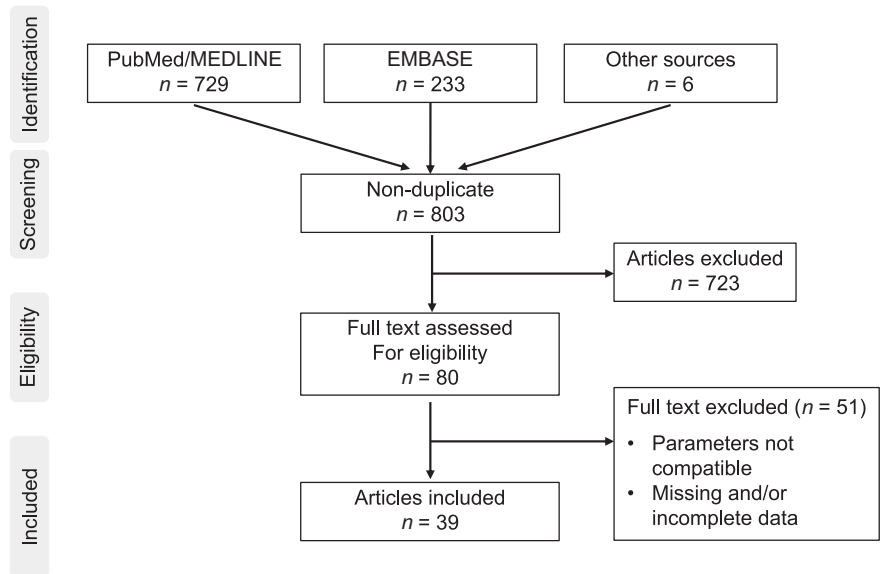 Identification
PubMed/MEDLINE
n = 729
EMBASE
n = 233
Other sources
n = 6
Screening
Non-duplicate
n = 803
Articles excluded
n = 723
Eligibility
Full text assessed
For eligibility
n = 80
Full text excluded (n = 51)
• Parameters not
compatible
• Missing and/or
incomplete data
Included
Articles included
n = 39